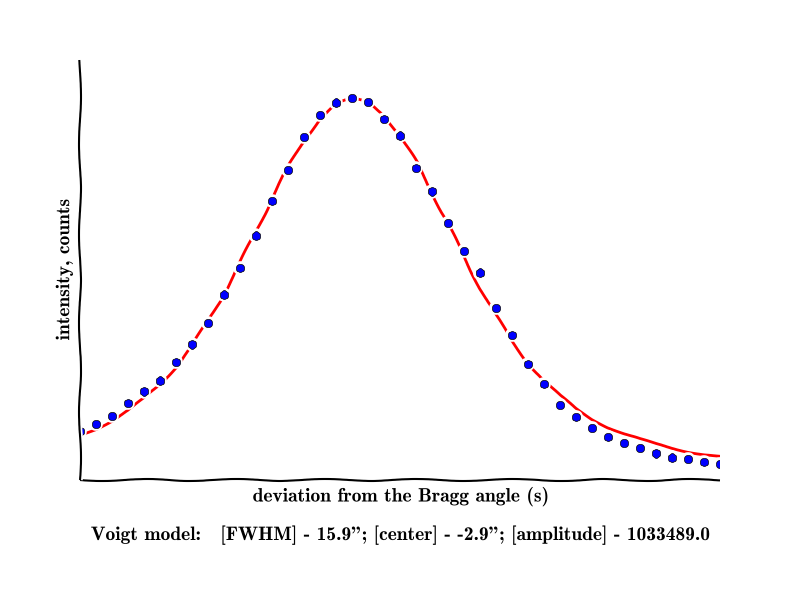 intensity, counts
deviation from the Bragg angle (s)
Voigt model: [FWHM] - 15.9”; [center] - -2.9”; [amplitude] - 1033489.0